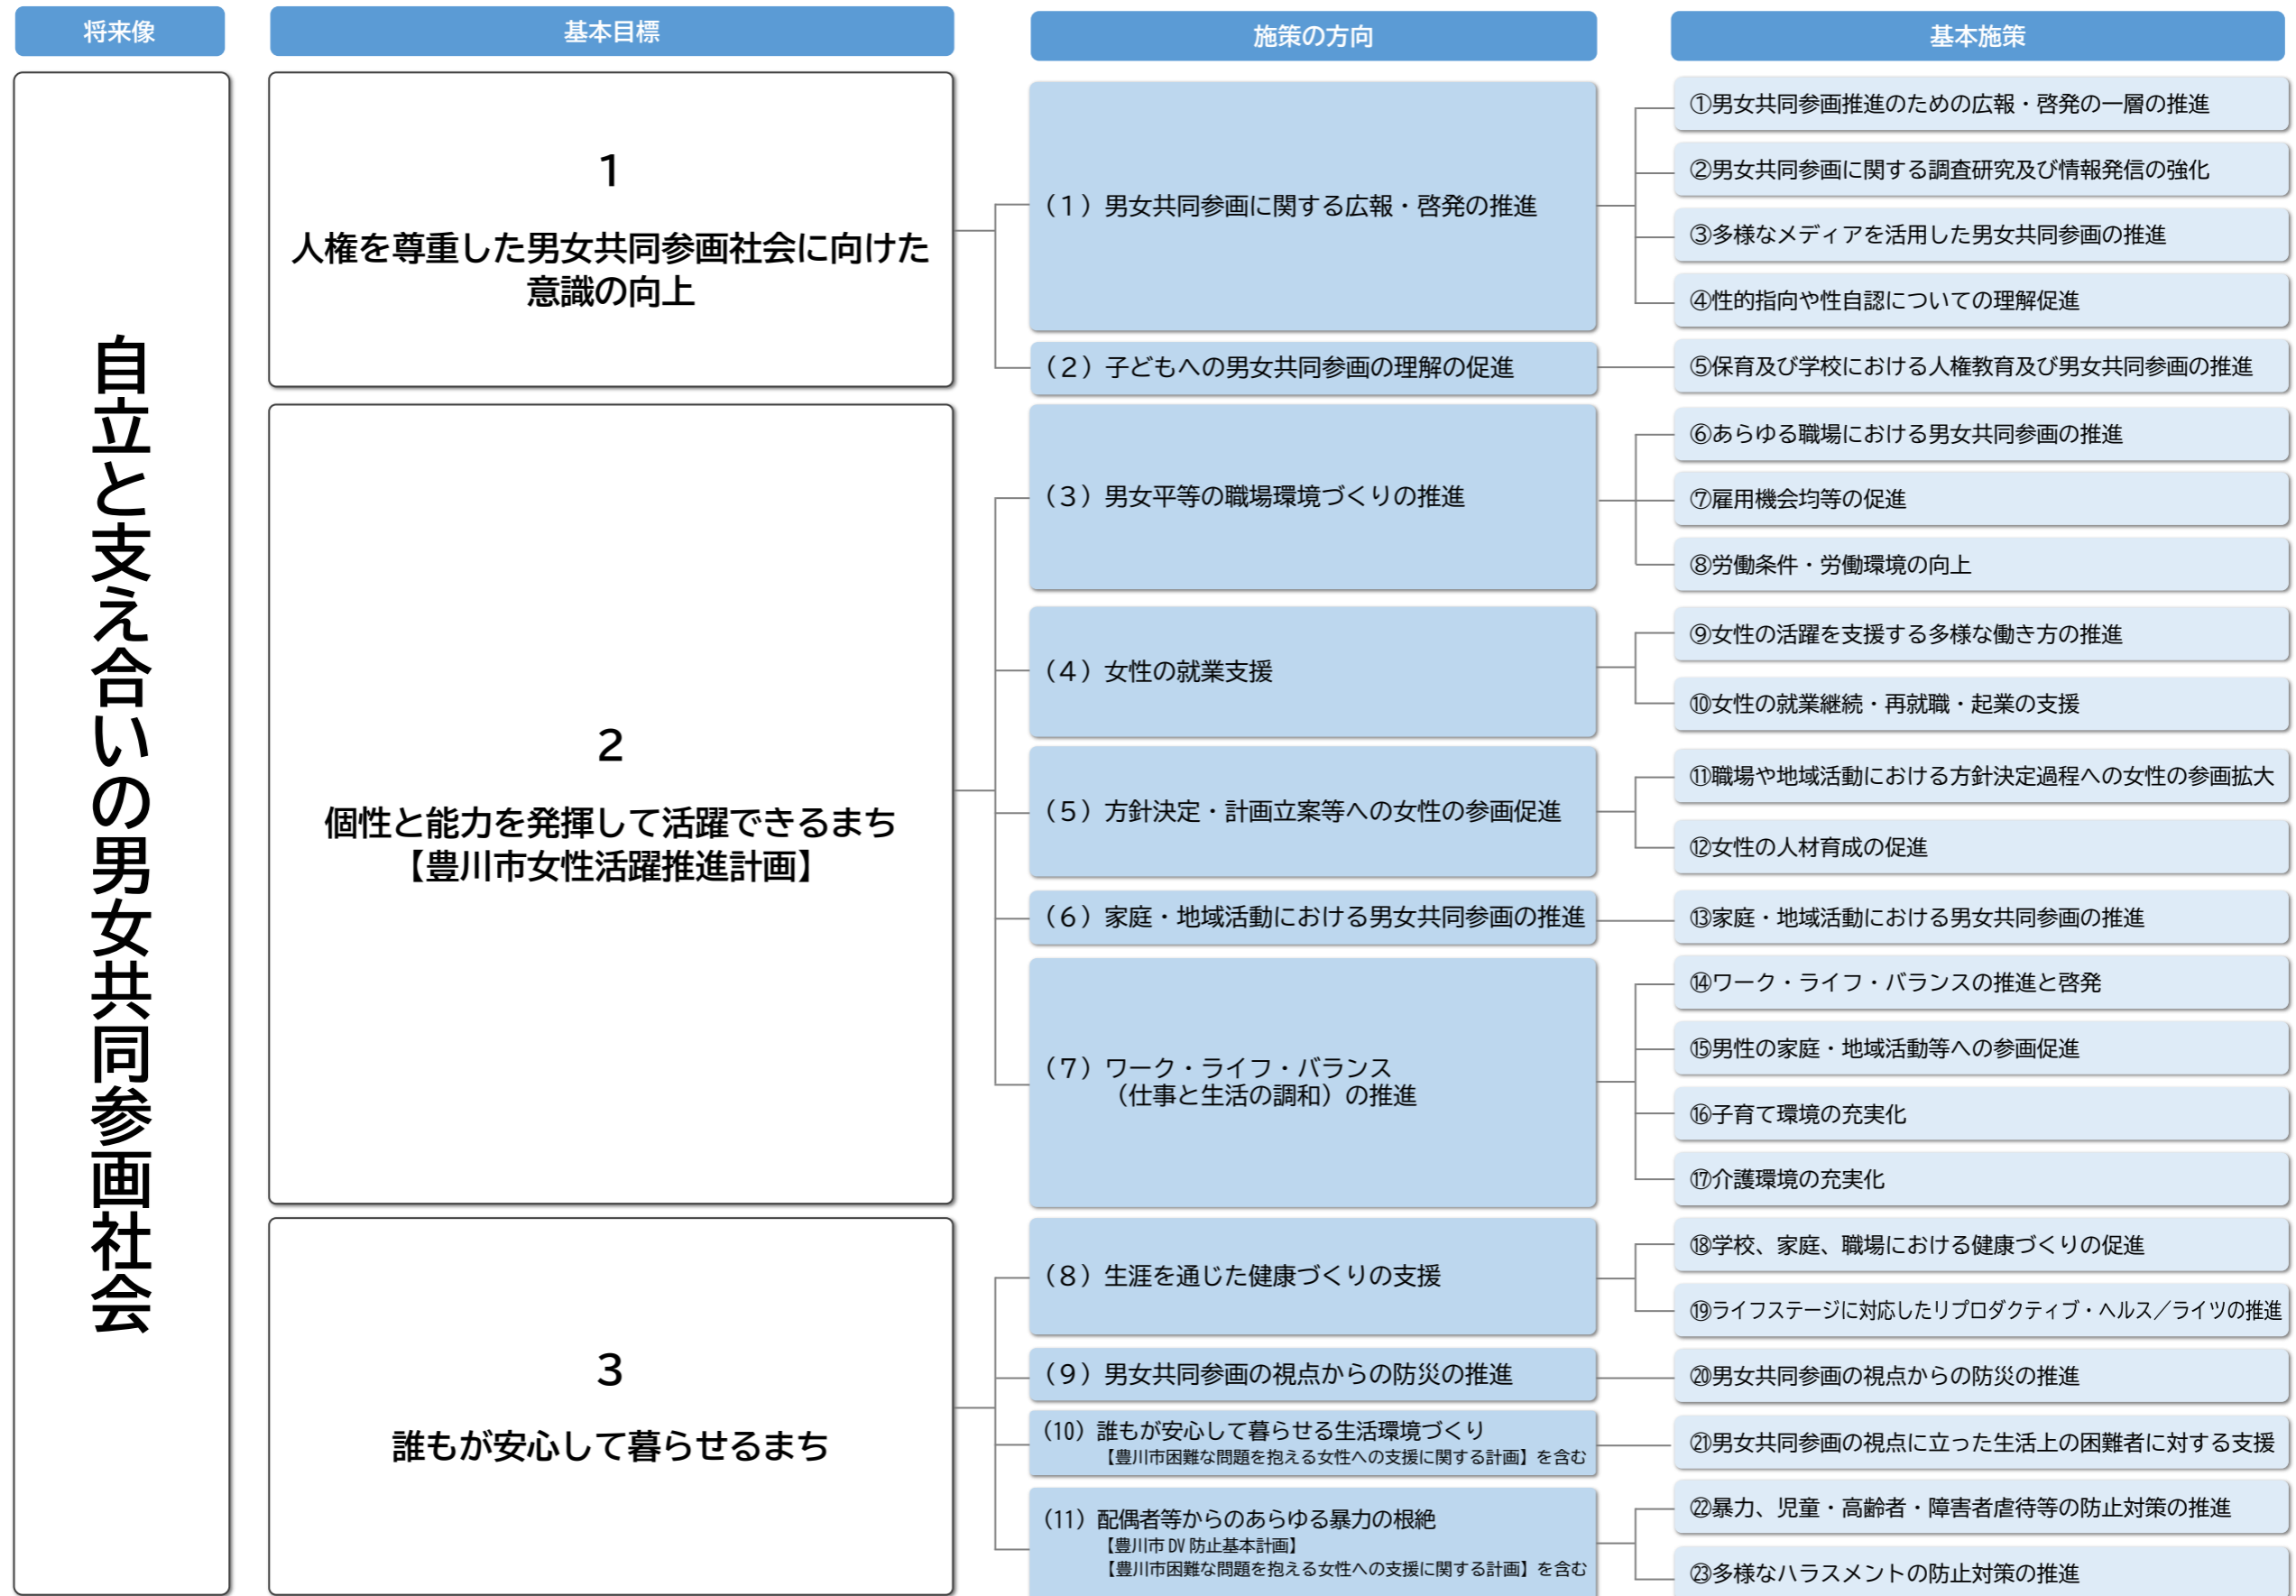 将来像
基本目標
施策の方向
基本施策
自立と支え合いの男女共同参画社会
1
人権を尊重した男女共同参画社会に向けた
意識の向上
（1）男女共同参画に関する広報・啓発の推進
①男女共同参画推進のための広報・啓発の一層の推進
②男女共同参画に関する調査研究及び情報発信の強化
③多様なメディアを活用した男女共同参画の推進
④性的指向や性自認についての理解促進
（2）子どもへの男女共同参画の理解の促進
⑤保育及び学校における人権教育及び男女共同参画の推進
2
個性と能力を発揮して活躍できるまち
【豊川市女性活躍推進計画】
（3）男女平等の職場環境づくりの推進
⑥あらゆる職場における男女共同参画の推進
⑦雇用機会均等の促進
⑧労働条件・労働環境の向上
（4）女性の就業支援
⑨女性の活躍を支援する多様な働き方の推進
⑩女性の就業継続・再就職・起業の支援
（5）方針決定・計画立案等への女性の参画促進
⑪職場や地域活動における方針決定過程への女性の参画拡大
⑫女性の人材育成の促進
（6）家庭・地域活動における男女共同参画の推進
⑬家庭・地域活動における男女共同参画の推進
（7）ワーク・ライフ・バランス
（仕事と生活の調和）の推進
⑭ワーク・ライフ・バランスの推進と啓発
⑮男性の家庭・地域活動等への参画促進
⑯子育て環境の充実化
⑰介護環境の充実化
3
誰もが安心して暮らせるまち
（8）生涯を通じた健康づくりの支援
⑱学校、家庭、職場における健康づくりの促進
⑲ライフステージに対応したリプロダクティブ・ヘルス／ライツの推進
（9）男女共同参画の視点からの防災の推進
⑳男女共同参画の視点からの防災の推進
（10）誰もが安心して暮らせる生活環境づくり
【豊川市困難な問題を抱える女性への支援に関する計画】を含む
㉑男女共同参画の視点に立った生活上の困難者に対する支援
（11）配偶者等からのあらゆる暴力の根絶
【豊川市 DV 防止基本計画】
【豊川市困難な問題を抱える女性への支援に関する計画】を含む
㉒暴力、児童・高齢者・障害者虐待等の防止対策の推進
㉓多様なハラスメントの防止対策の推進